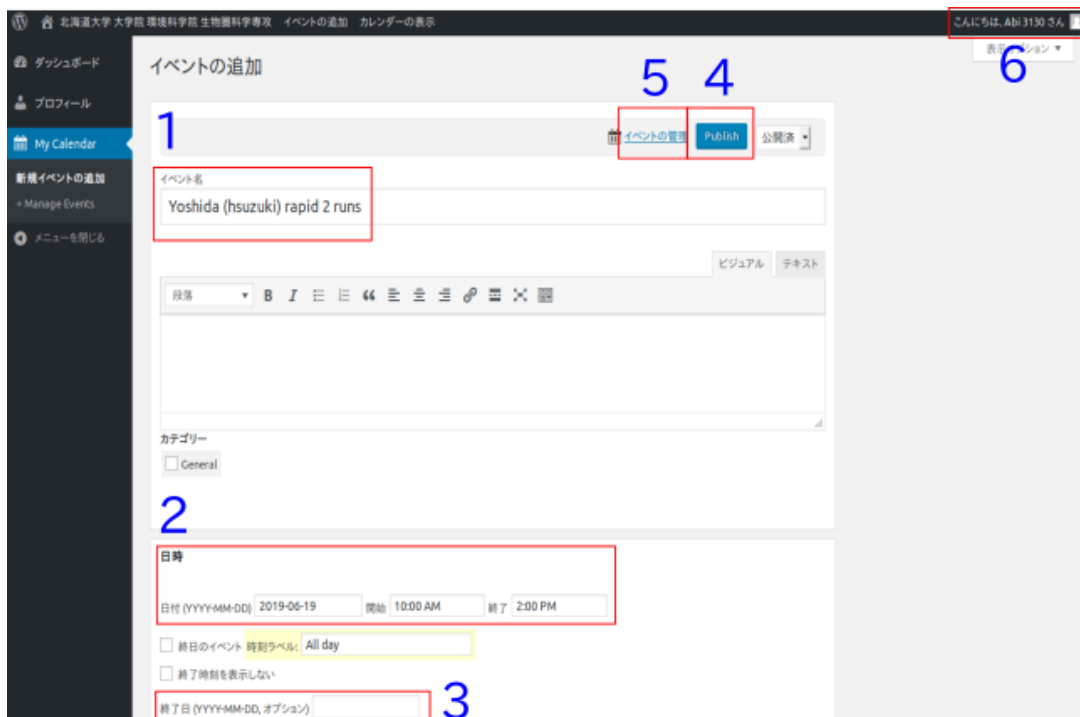 北海道大学 大学院 環境科学院 生物圏科学専攻 イベントの追加 カレンダーの表示 こんにちは, Abi 3130 さん
ダッシュボード
プロフィール
My Calendar
新規イベントの追加
+ Manage Events
メニューを閉じる
表示オプション ▼
6
イベントの追加
5 4
1
イベントの管理 Publish 公開済
イベント名
Yoshida (hsuzuki) rapid 2 runs
ビジュアル テキスト
段落 B I
カテゴリー
General
2
日時
日付 (YYYY-MM-DD) 2019-06-19 開始 10:00 AM 終了 2:00 PM
終日のイベント 時刻ラベル: All day
終了時刻を表示しない
3
終了日 (YYYY-MM-DD, オプション)